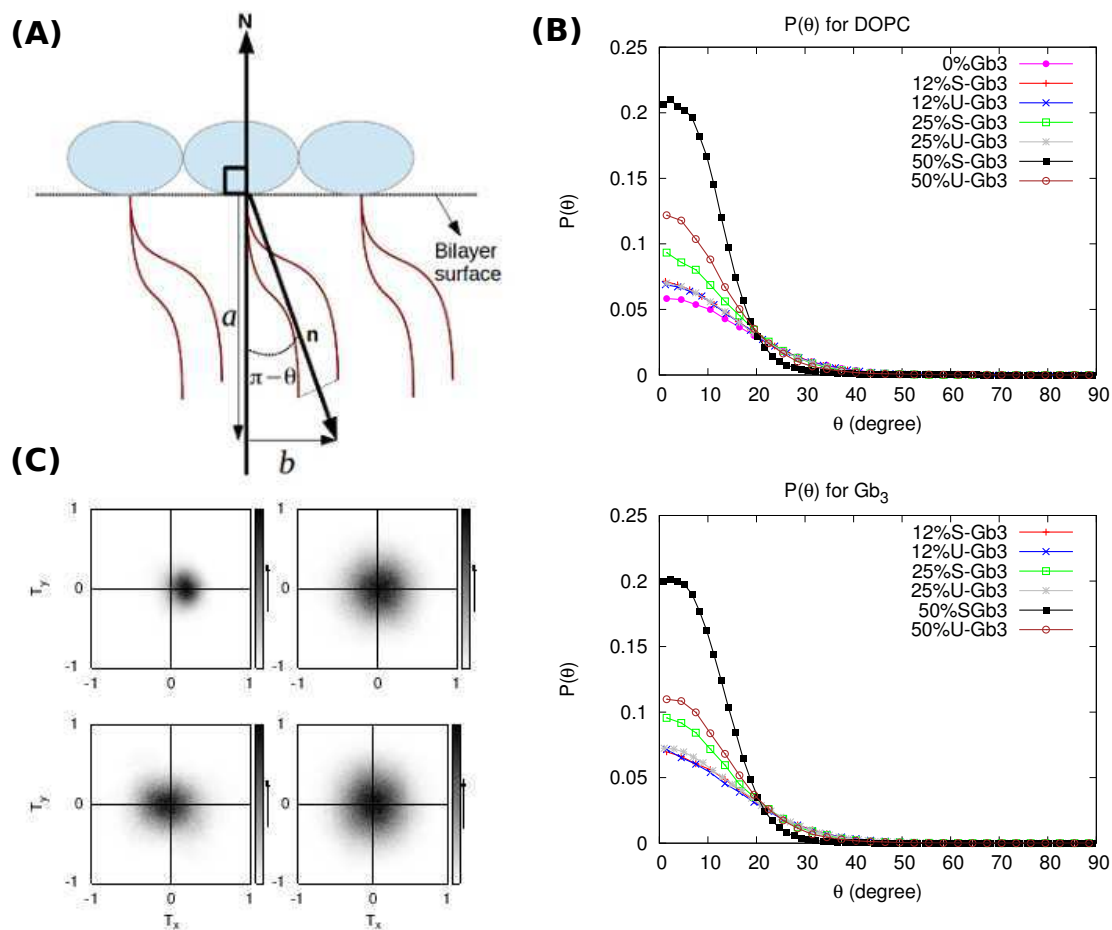 (A)
N
Bilayer
surface
a
n
π−θ
b
(B)
P(θ) for DOPC
0.25
0.2
0.15
0.1
0.05
0
P(θ)
0%Gb3
12%S-Gb3
12%U-Gb3
25%S-Gb3
25%U-Gb3
50%S-Gb3
50%U-Gb3
0 10 20 30 40 50 60 70 80 90
θ (degree)
P(θ) for Gb3
0.25
0.2
0.15
0.1
0.05
0
P(θ)
12%S-Gb3
12%U-Gb3
25%S-Gb3
25%U-Gb3
50%SGb3
50%U-Gb3
0 10 20 30 40 50 60 70 80 90
θ (degree)
(C)
1
0
-1
T_y
-1 0 1
1
0
-1
-1 0 1
1
0
-1
T_y
-1 0 1
T_x
1
0
-1
-1 0 1
T_x